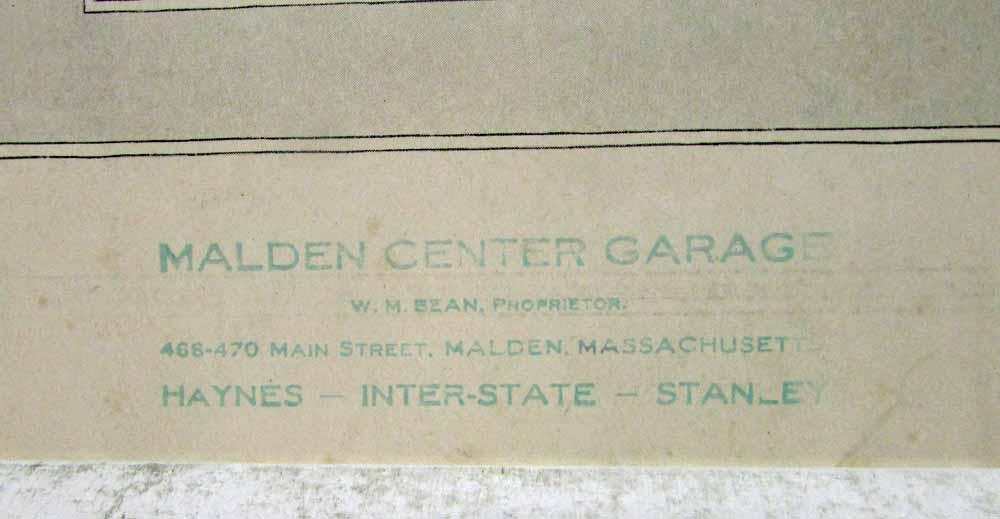 MALDEN CENTER GARAGE
W. M. BEAN, PROPRIETOR.
466-470 MAIN STREET, MALDEN, MASSACHUSETTS
HAYNES — INTER-STATE — STANLEY